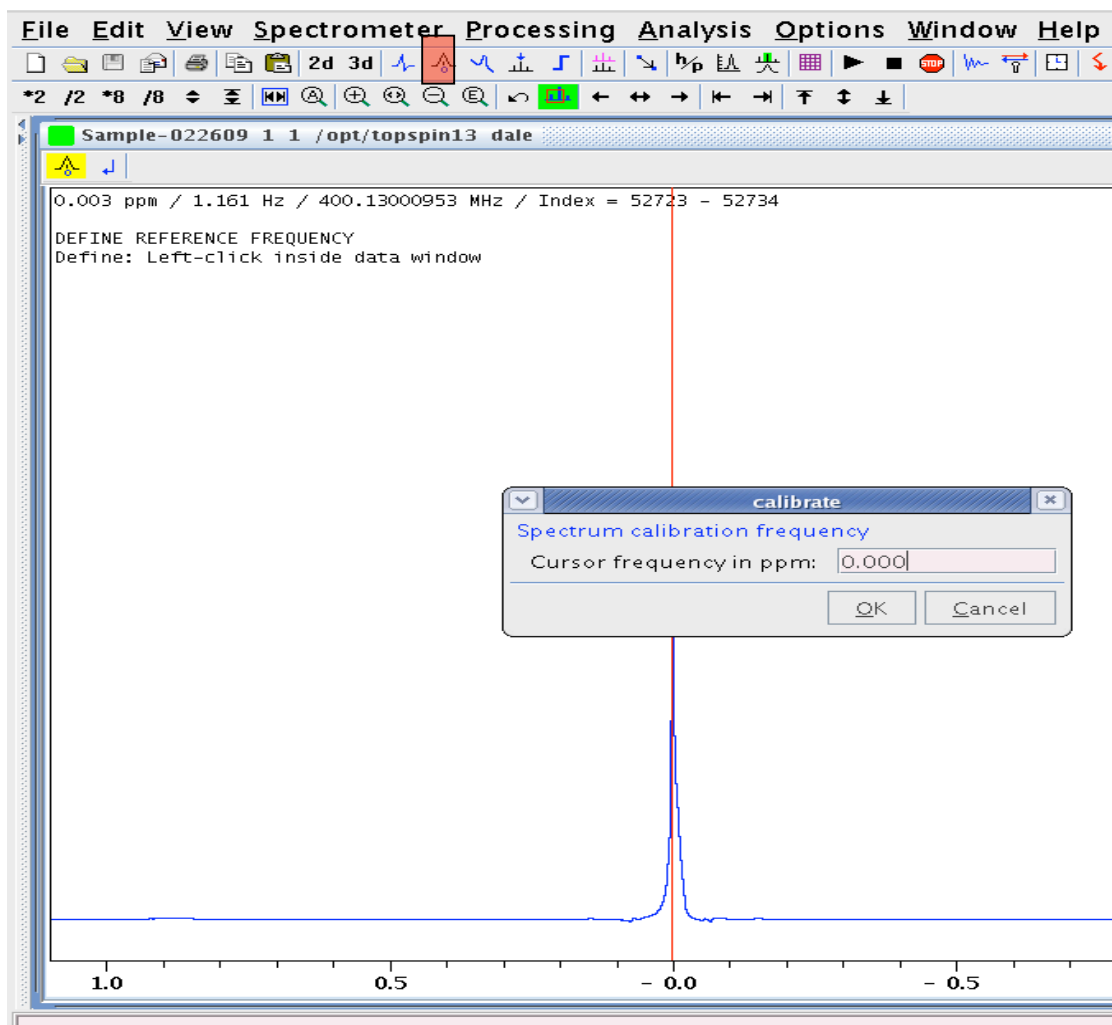 File Edit View Spectrometer Processing Analysis Options Window Help
2d 3d h/p STOP
*2 /2 *8 /8 A E
Sample-022609 1 1 /opt/topspin13 dale
0.003 ppm / 1.161 Hz / 400.13000953 MHz / Index = 52723 - 52734
DEFINE REFERENCE FREQUENCY
Define: Left-click inside data window
calibrate
Spectrum calibration frequency
Cursor frequency in ppm: 0.000
OK Cancel
1.0 0.5 - 0.0 - 0.5